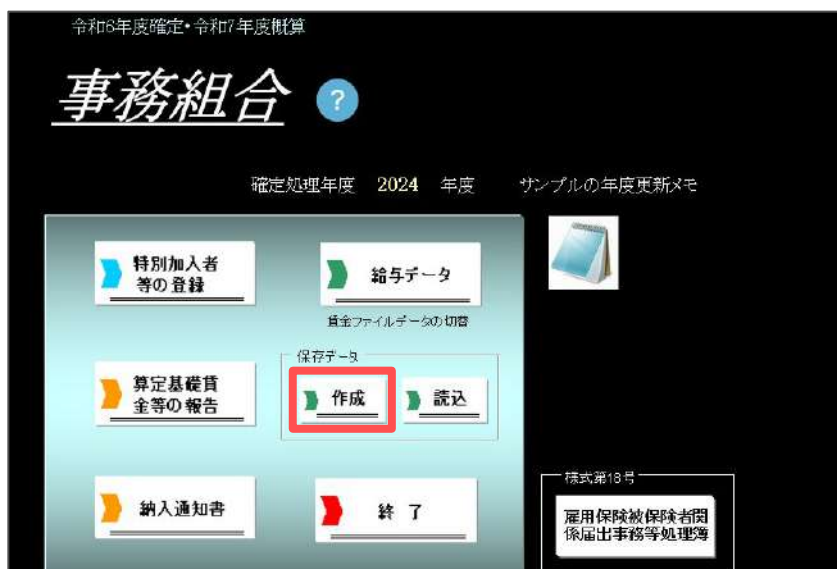 令和6年度確定・令和7年度概算
事務組合 ?
確定処理年度 2024 年度 サンプルの年度更新メモ
特別加入者
等の登録
給与データ
賃金ファイルデータの切替
保存データ
算定基礎賃
金等の報告
作成
読込
納入通知書
終了
様式第18号
雇用保険被保険者関
係届出事務等処理簿